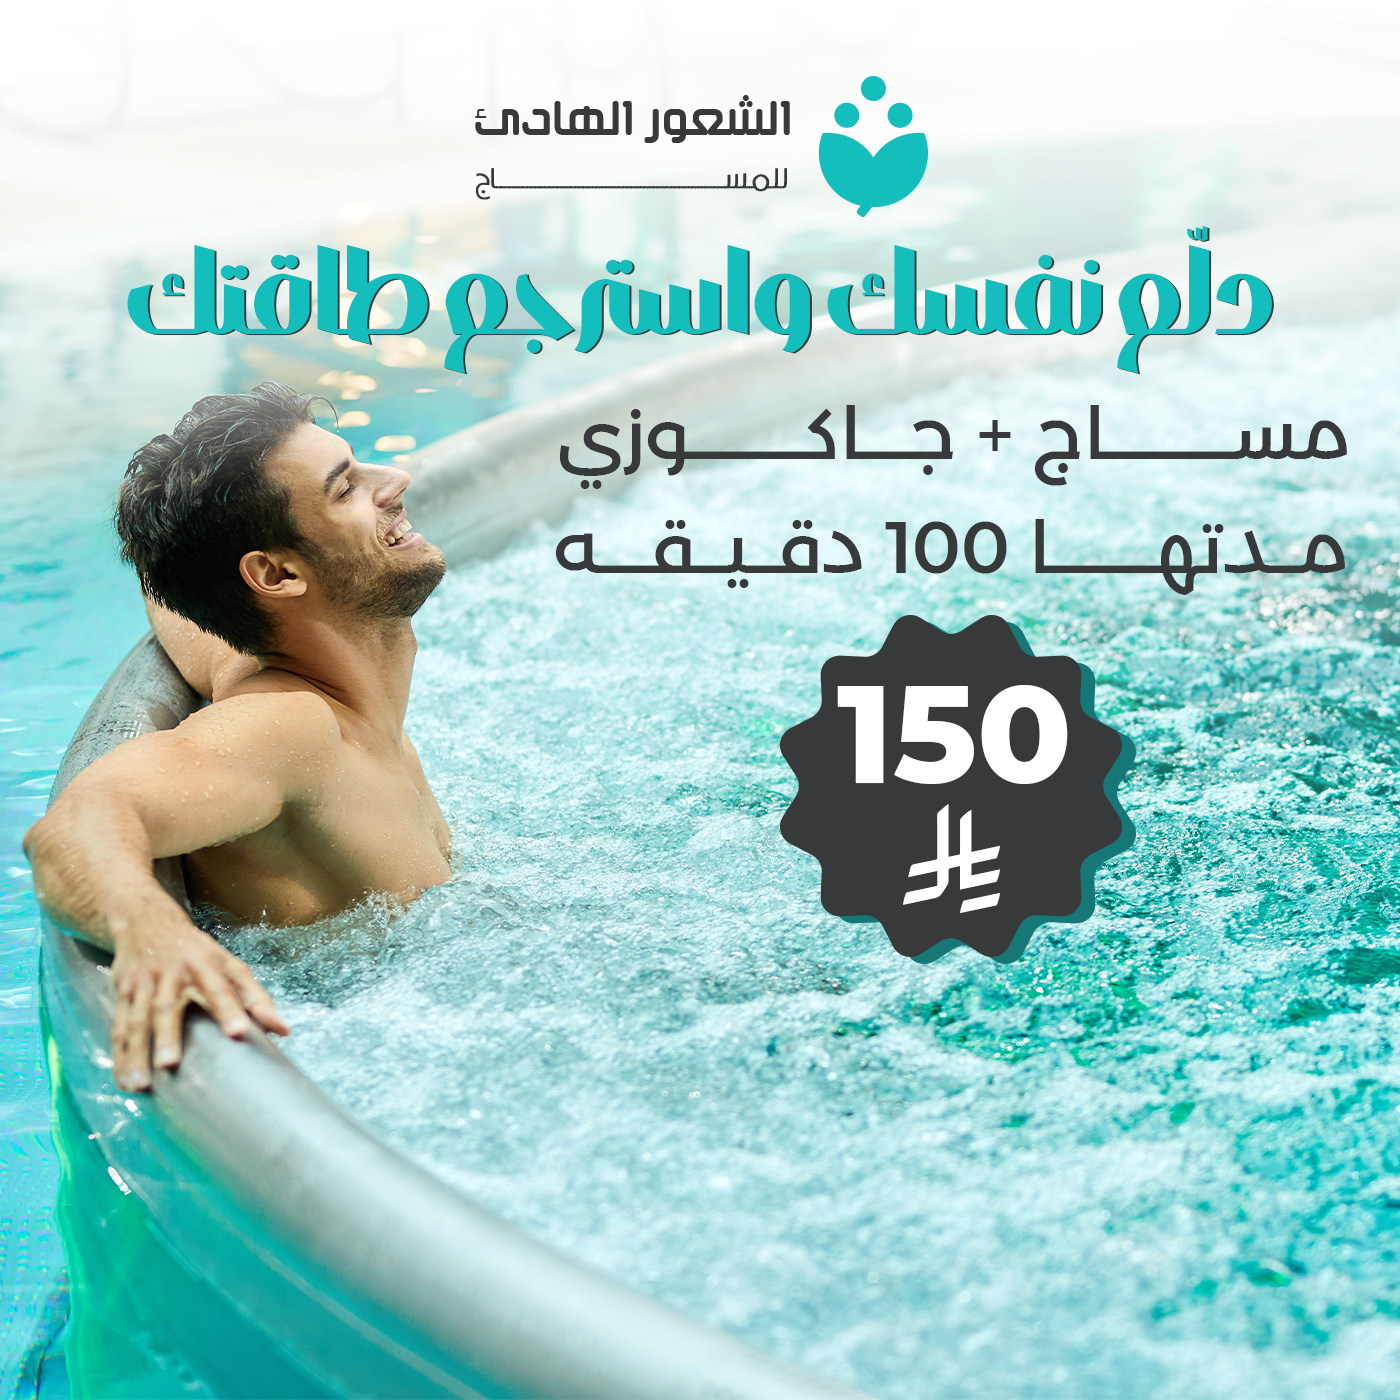 الشعور الهادئ
للمساج
دلّع نفسك واسترجع طاقتك
مساج + جاكوزي
مدتها 100 دقيقه
150
⃁